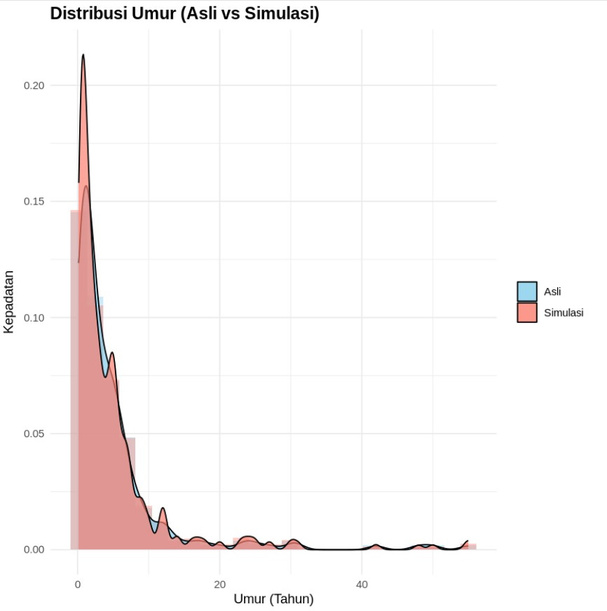 Distribusi Umur (Asli vs Simulasi)
0.20
0.15
0.10
0.05
0.00
Kepadatan
0
20
40
Umur (Tahun)
Asli
Simulasi